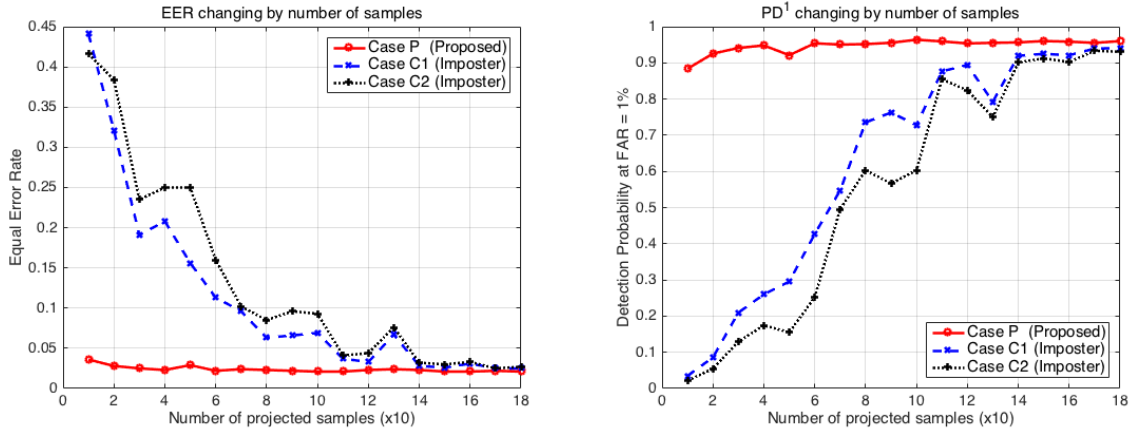 EER changing by number of samples
0.45
0.4
0.35
0.3
0.25
0.2
0.15
0.1
0.05
0
Equal Error Rate
Case P (Proposed)
Case C1 (Imposter)
Case C2 (Imposter)
0 2 4 6 8 10 12 14 16 18
Number of projected samples (x10)
PD¹ changing by number of samples
1
0.9
0.8
0.7
0.6
0.5
0.4
0.3
0.2
0.1
0
Detection Probability at FAR = 1%
Case P (Proposed)
Case C1 (Imposter)
Case C2 (Imposter)
0 2 4 6 8 10 12 14 16 18
Number of projected samples (x10)